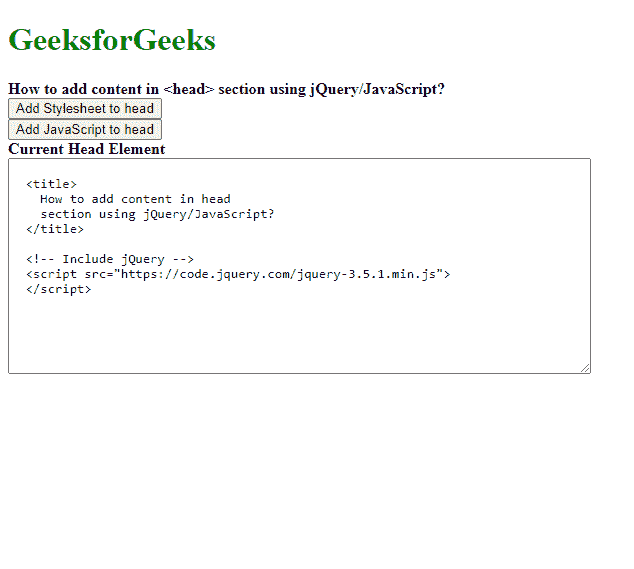 GeeksforGeeks
How to add content in <head> section using jQuery/JavaScript?
Add Stylesheet to head
Add JavaScript to head
Current Head Element
<title>
How to add content in head
section using jQuery/JavaScript?
</title>
<!-- Include jQuery -->
<script src="https://code.jquery.com/jquery-3.5.1.min.js">
</script>